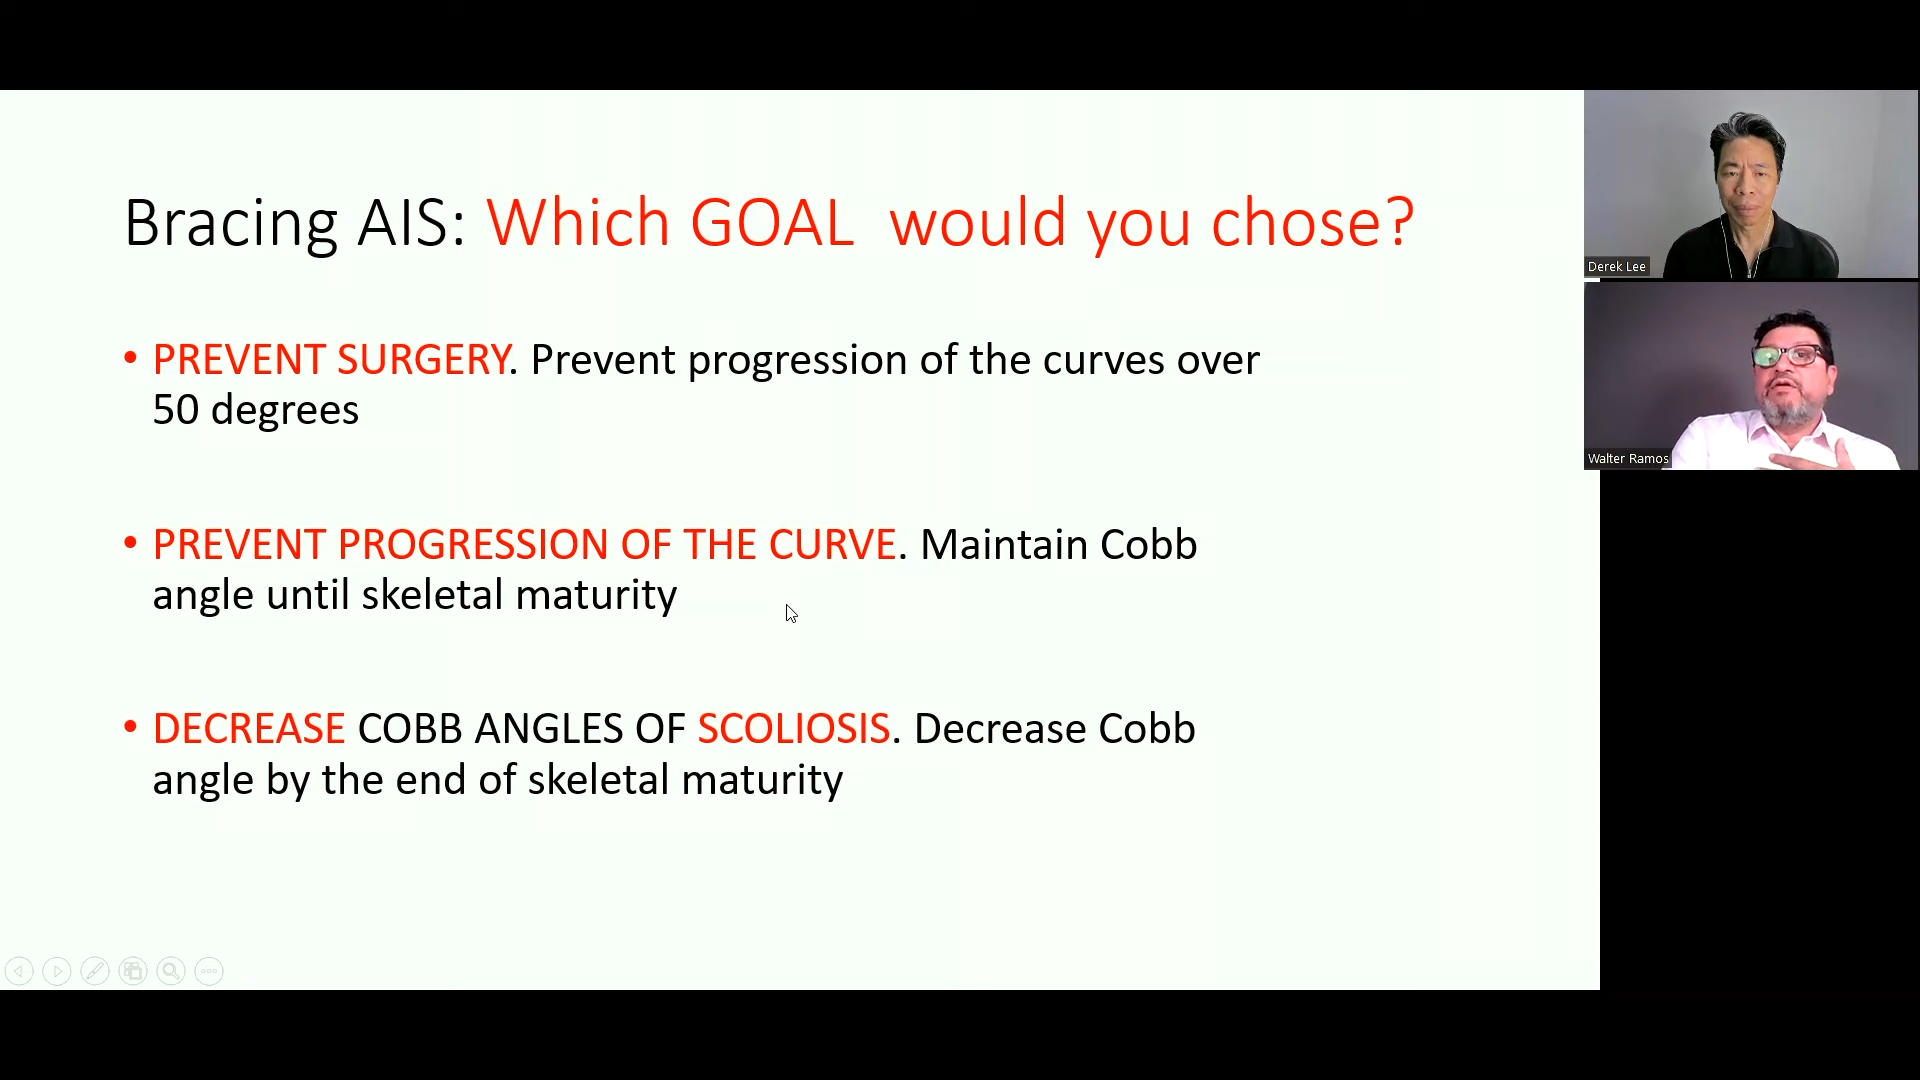 Bracing AIS: Which GOAL  would you chose?
• PREVENT SURGERY. Prevent progression of the curves over
50 degrees
• PREVENT PROGRESSION OF THE CURVE. Maintain Cobb
angle until skeletal maturity
• DECREASE COBB ANGLES OF SCOLIOSIS. Decrease Cobb
angle by the end of skeletal maturity
Derek Lee
Walter Ramos